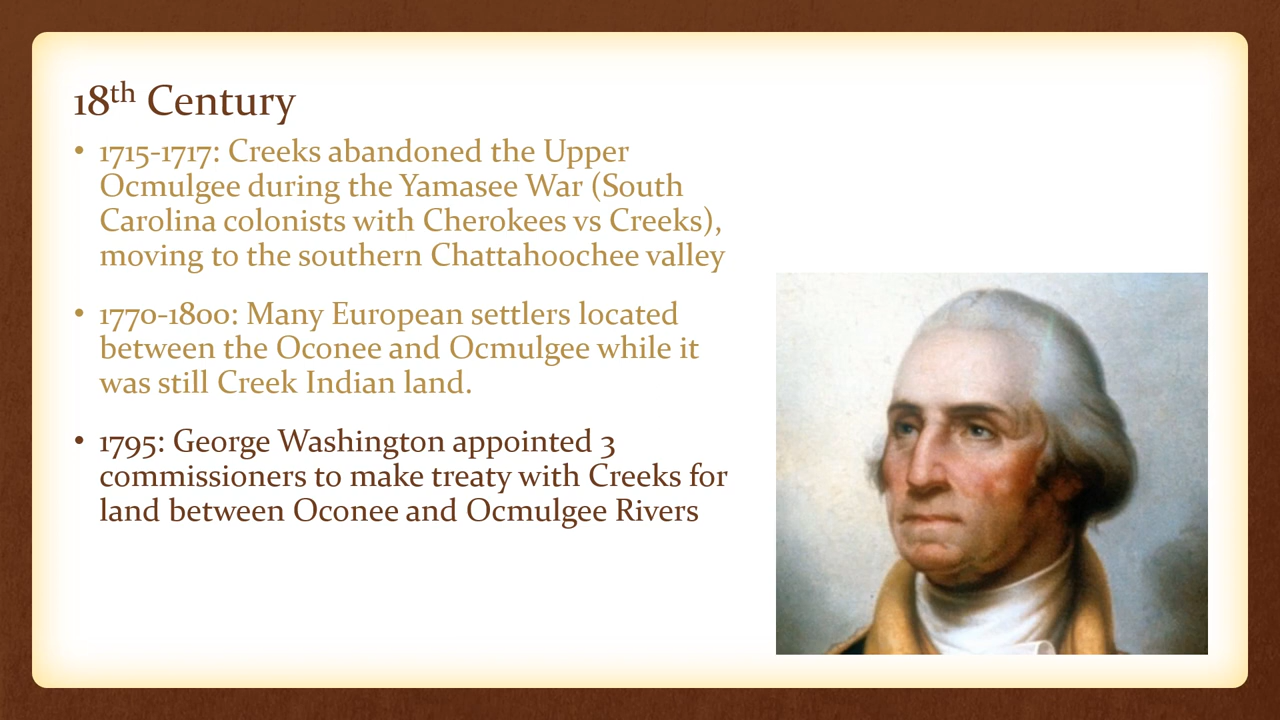 18th Century
• 1715-1717: Creeks abandoned the Upper
Ocmulgee during the Yamasee War (South
Carolina colonists with Cherokees vs Creeks),
moving to the southern Chattahoochee valley
• 1770-1800: Many European settlers located
between the Oconee and Ocmulgee while it
was still Creek Indian land.
• 1795: George Washington appointed 3
commissioners to make treaty with Creeks for
land between Oconee and Ocmulgee Rivers